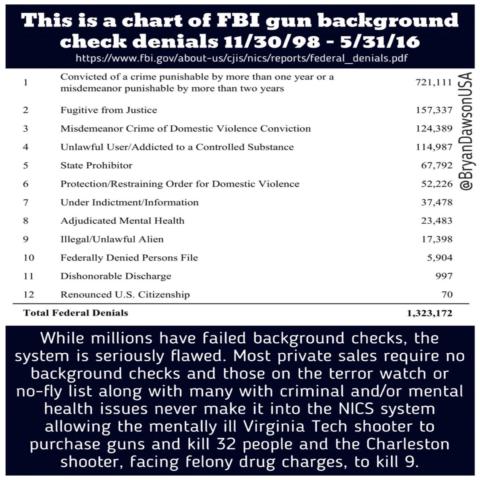 This is a chart of FBI gun background
check denials 11/30/98 - 5/31/16
https://www.fbi.gov/about-us/cjis/nics/reports/federal_denials.pdf
1 Convicted of a crime punishable by more than one year or a
misdemeanor punishable by more than two years 721,111
2 Fugitive from Justice 157,337
3 Misdemeanor Crime of Domestic Violence Conviction 124,389
4 Unlawful User/Addicted to a Controlled Substance 114,987
5 State Prohibitor 67,792
6 Protection/Restraining Order for Domestic Violence 52,226
7 Under Indictment/Information 37,478
8 Adjudicated Mental Health 23,483
9 Illegal/Unlawful Alien 17,398
10 Federally Denied Persons File 5,904
11 Dishonorable Discharge 997
12 Renounced U.S. Citizenship 70
Total Federal Denials 1,323,172
@BryanDawsonUSA
While millions have failed background checks, the
system is seriously flawed. Most private sales require no
background checks and those on the terror watch or
no-fly list along with many with criminal and/or mental
health issues never make it into the NICS system
allowing the mentally ill Virginia Tech shooter to
purchase guns and kill 32 people and the Charleston
shooter, facing felony drug charges, to kill 9.